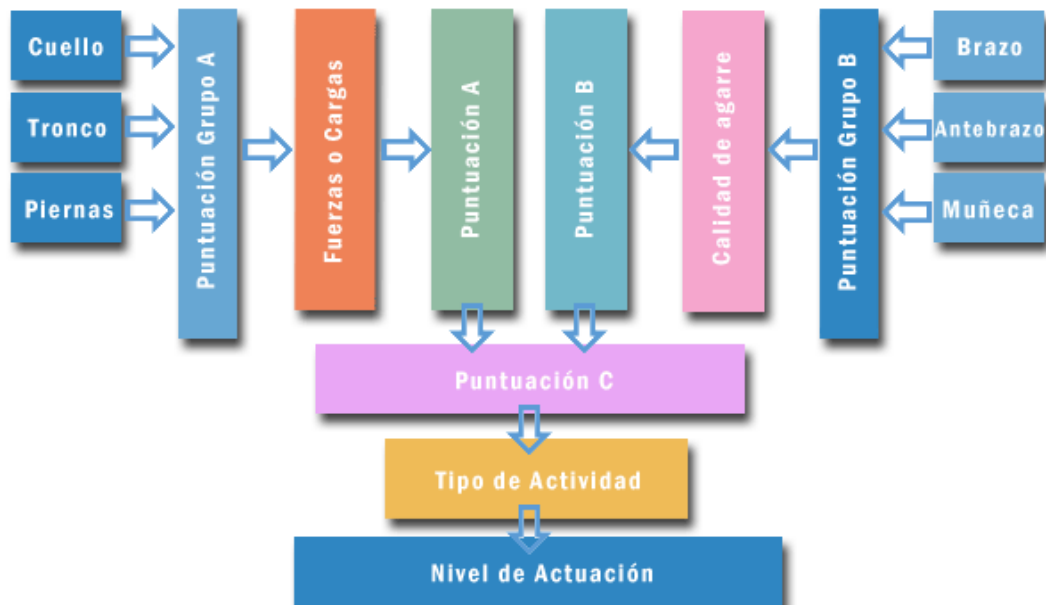 Cuello
Tronco
Piernas
Puntuación Grupo A
Fuerzas o Cargas
Puntuación A
Puntuación B
Calidad de agarre
Puntuación Grupo B
Brazo
Antebrazo
Muñeca
Puntuación C
Tipo de Actividad
Nivel de Actuación